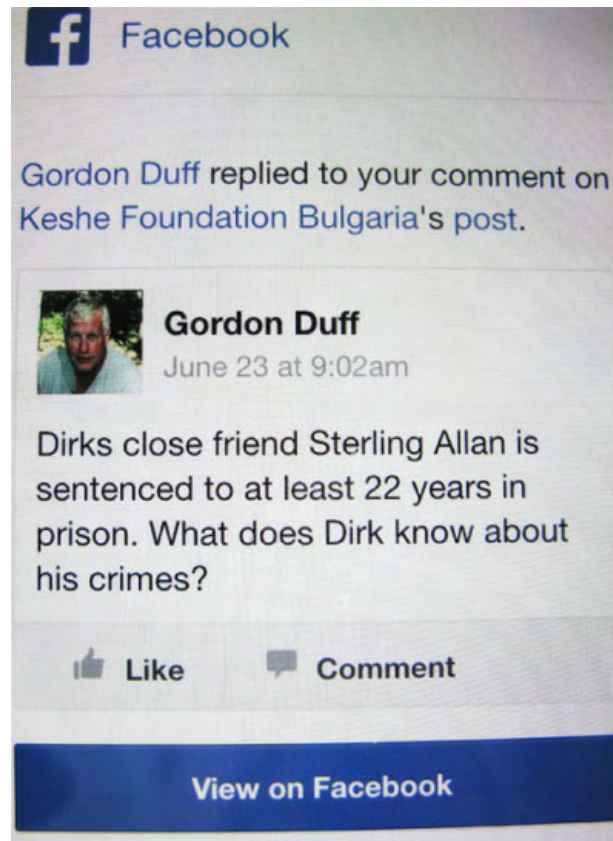 Facebook
Gordon Duff replied to your comment on
Keshe Foundation Bulgaria's post.
Gordon Duff
June 23 at 9:02am
Dirks close friend Sterling Allan is
sentenced to at least 22 years in
prison. What does Dirk know about
his crimes?
Like
Comment
View on Facebook